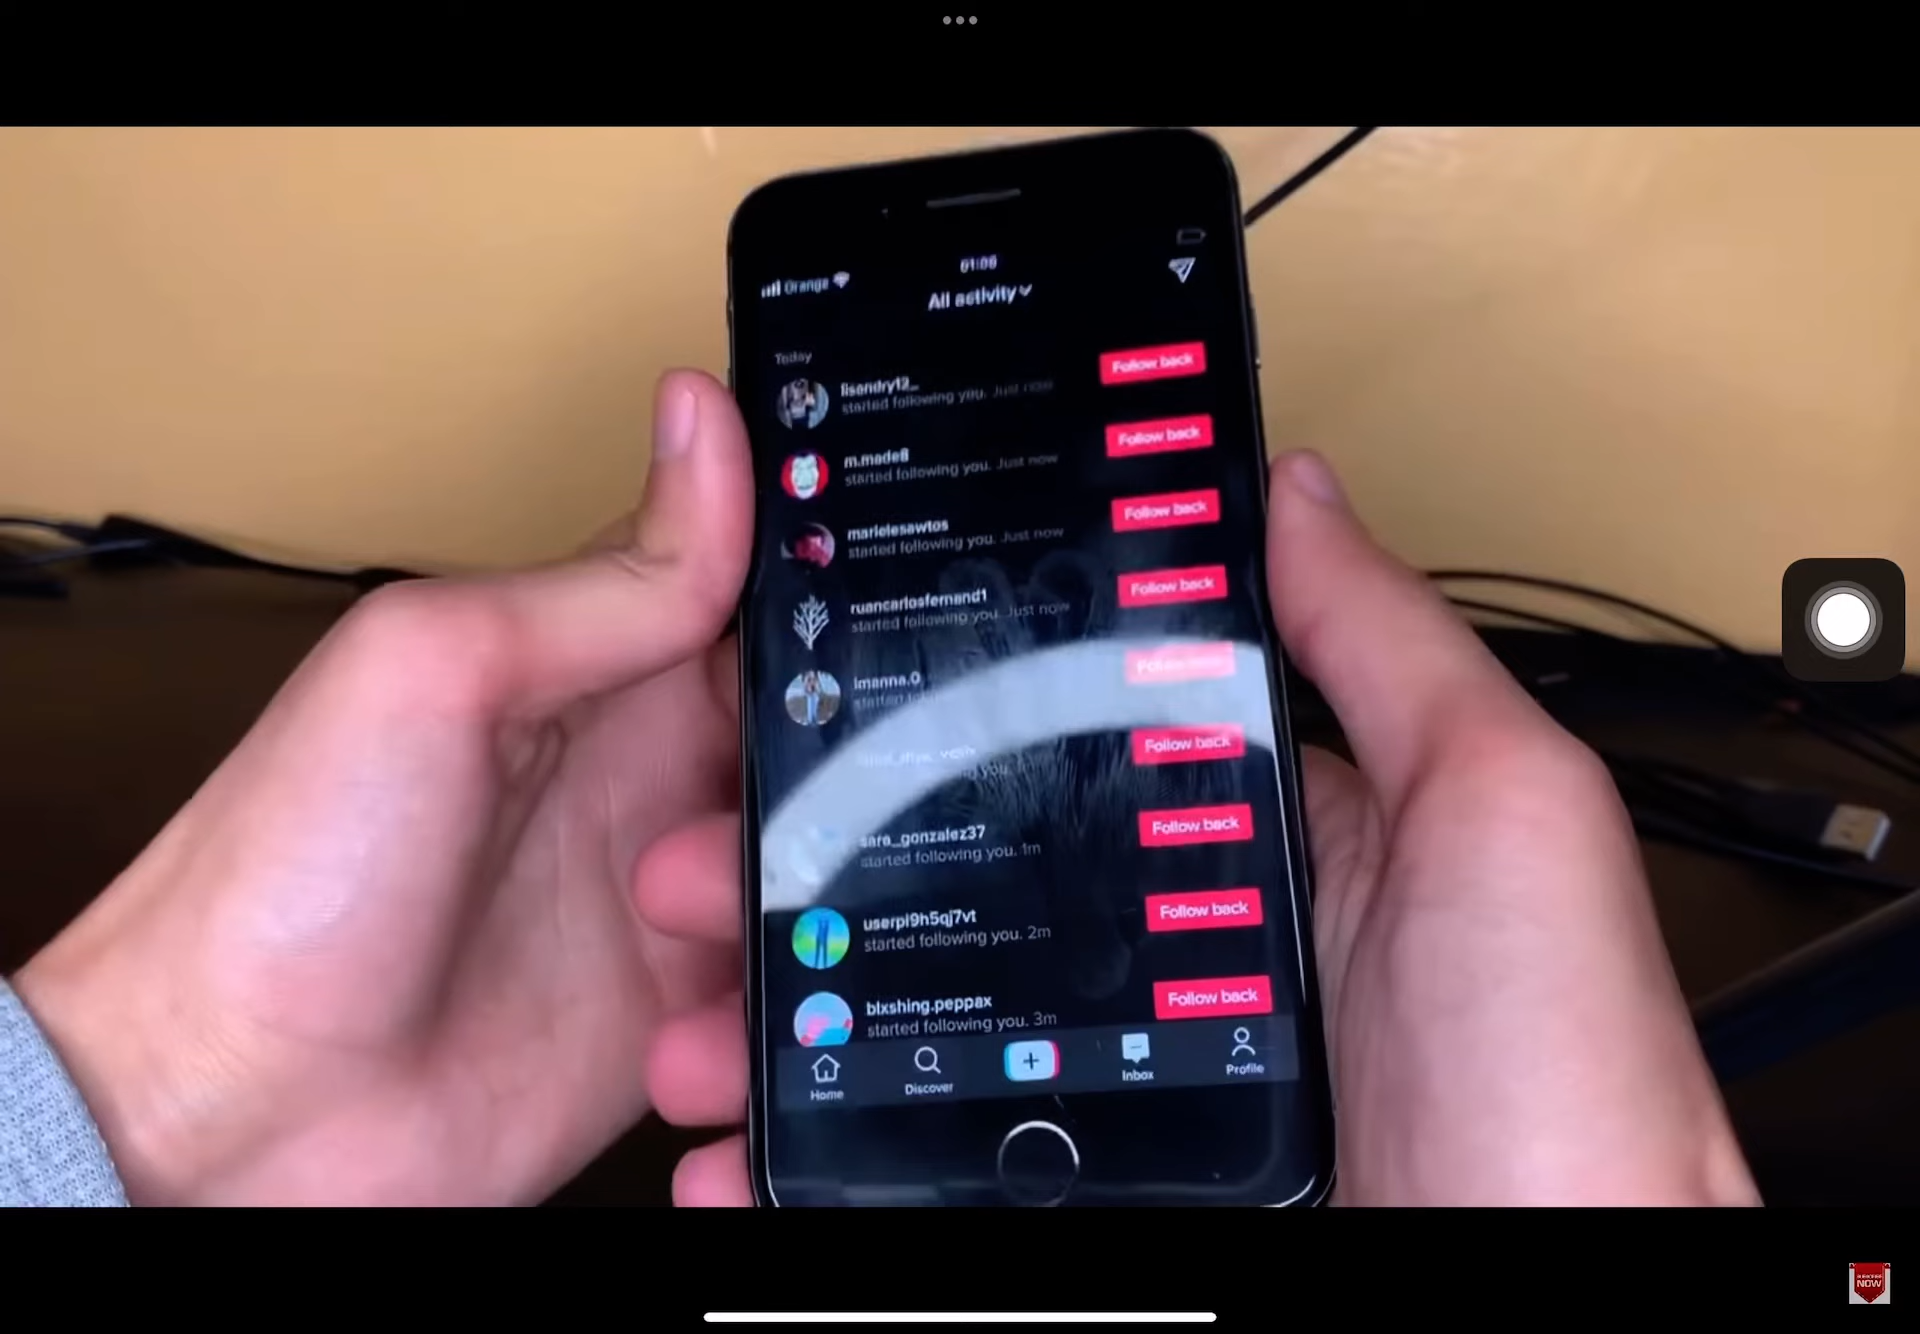 Orange
All activity
Today
Follow back
lisandry12_
started following you. Just now
Follow back
m.made8
started following you. Just now
Follow back
marielesawtos
started following you. Just now
Follow back
ruancarlosfernand1
started following you. Just now
imanna.0
Follow back
sara_gonzalez37
started following you. 1m
Follow back
userpl9h5qj7vt
started following you. 2m
Follow back
blxshing.peppax
started following you. 3m
Follow back
Home
Discover
Inbox
Profile
NOW